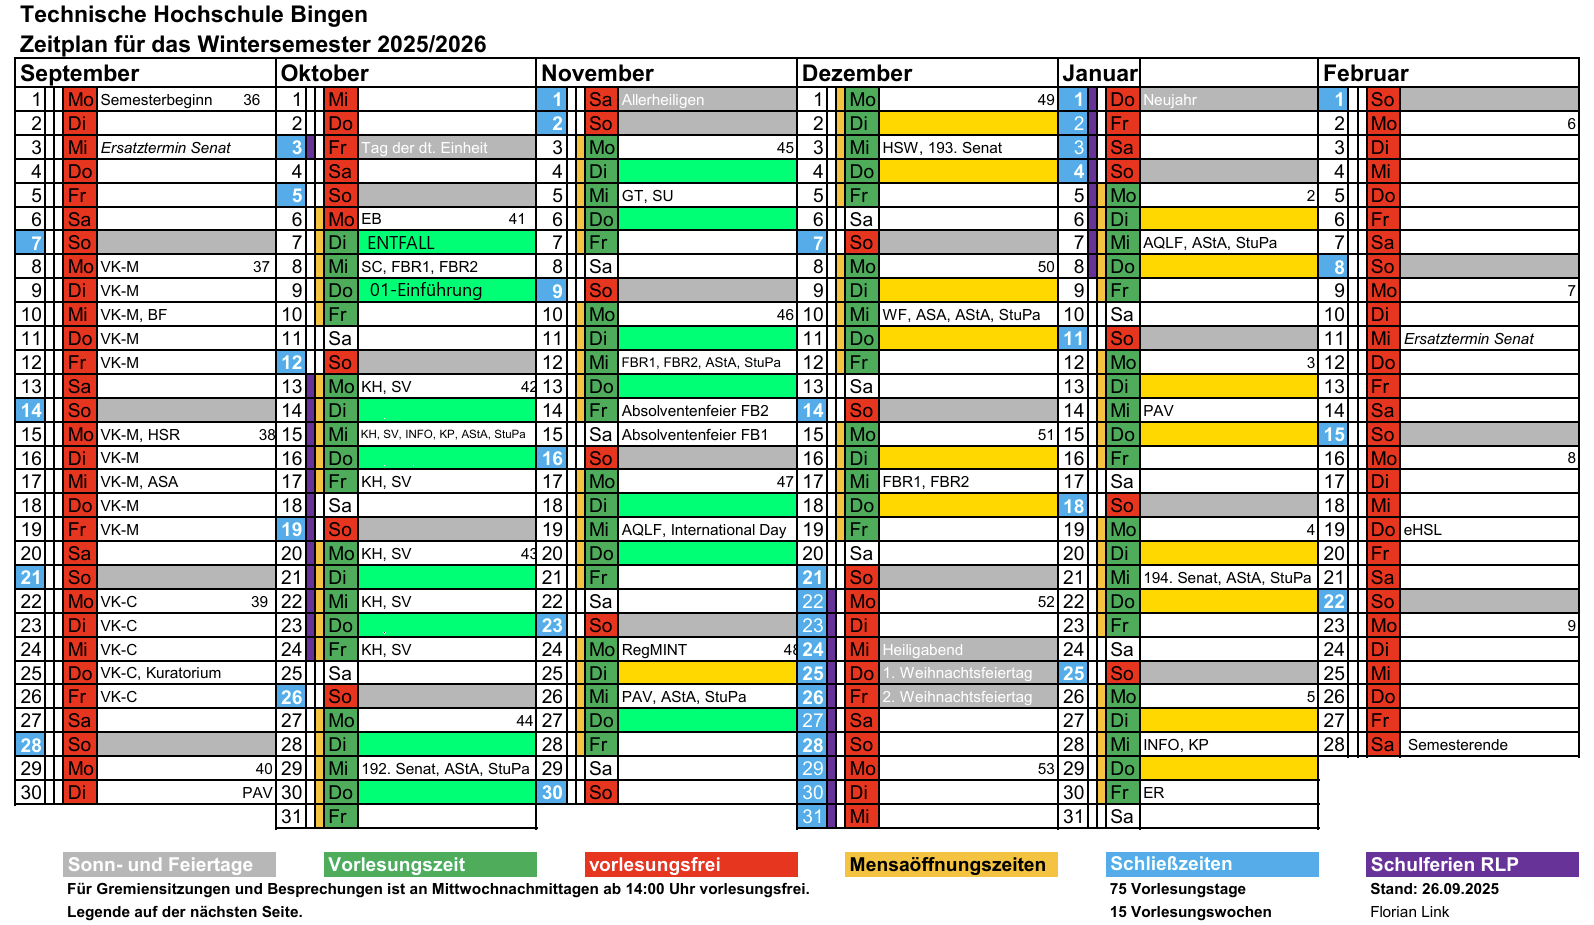 Technische Hochschule Bingen
Zeitplan für das Wintersemester 2025/2026
September Oktober November Dezember Januar Februar
1 Mo Semesterbeginn 36 1 Mi 1 Sa Allerheiligen 1 Mo 49 1 Do Neujahr 1 So
2 Di 2 Do 2 So 2 Di 2 Fr 2 Mo 6
3 Mi Ersatztermin Senat 3 Fr Tag der dt. Einheit 3 Mo 45 3 Mi HSW, 193. Senat 3 Sa 3 Di
4 Do 4 Sa 4 Di 4 Do 4 So 4 Mi
5 Fr 5 So 5 Mi GT, SU 5 Fr 5 Mo 2 5 Do
6 Sa 6 Mo EB 41 6 Do 6 Sa 6 Di 6 Fr
7 So 7 Di ENTFALL 7 Fr 7 So 7 Mi AQLF, AStA, StuPa 7 Sa
8 Mo VK-M 37 8 Mi SC, FBR1, FBR2 8 Sa 8 Mo 50 8 Do 8 So
9 Di VK-M 9 Do 01-Einführung 9 So 9 Di 9 Fr 9 Mo 7
10 Mi VK-M, BF 10 Fr 10 Mo 46 10 Mi WF, ASA, AStA, StuPa 10 Sa 10 Di
11 Do VK-M 11 Sa 11 Di 11 Do 11 So 11 Mi Ersatztermin Senat
12 Fr VK-M 12 So 12 Mi FBR1, FBR2, AStA, StuPa 12 Fr 12 Mo 3 12 Do
13 Sa 13 Mo KH, SV 42 13 Do 13 Sa 13 Di 13 Fr
14 So 14 Di 14 Fr Absolventenfeier FB2 14 So 14 Mi PAV 14 Sa
15 Mo VK-M, HSR 38 15 Mi KH, SV, INFO, KP, AStA, StuPa 15 Sa Absolventenfeier FB1 15 Mo 51 15 Do 15 So
16 Di VK-M 16 Do 16 So 16 Di 16 Fr 16 Mo 8
17 Mi VK-M, ASA 17 Fr KH, SV 17 Mo 47 17 Mi FBR1, FBR2 17 Sa 17 Di
18 Do VK-M 18 Sa 18 Di 18 Do 18 So 18 Mi
19 Fr VK-M 19 So 19 Mi AQLF, International Day 19 Fr 19 Mo 4 19 Do eHSL
20 Sa 20 Mo KH, SV 43 20 Do 20 Sa 20 Di 20 Fr
21 So 21 Di 21 Fr 21 So 21 Mi 194. Senat, AStA, StuPa 21 Sa
22 Mo VK-C 39 22 Mi KH, SV 22 Sa 22 Mo 52 22 Do 22 So
23 Di VK-C 23 Do 23 So 23 Di 23 Fr 23 Mo 9
24 Mi VK-C 24 Fr KH, SV 24 Mo RegMINT 48 24 Mi Heiligabend 24 Sa 24 Di
25 Do VK-C, Kuratorium 25 Sa 25 Di 25 Do 1. Weihnachtsfeiertag 25 So 25 Mi
26 Fr VK-C 26 So 26 Mi PAV, AStA, StuPa 26 Fr 2. Weihnachtsfeiertag 26 Mo 5 26 Do
27 Sa 27 Mo 44 27 Do 27 Sa 27 Di 27 Fr
28 So 28 Di 28 Fr 28 So 28 Mi INFO, KP 28 Sa Semesterende
29 Mo 40 29 Mi 192. Senat, AStA, StuPa 29 Sa 29 Mo 53 29 Do
30 Di PAV 30 Do 30 So 30 Di 30 Fr ER
31 Fr 31 Mi 31 Sa
Sonn- und Feiertage Vorlesungszeit vorlesungsfrei Mensaöffnungszeiten Schließzeiten Schulferien RLP
Für Gremiensitzungen und Besprechungen ist an Mittwochnachmittagen ab 14:00 Uhr vorlesungsfrei. 75 Vorlesungstage Stand: 26.09.2025
Legende auf der nächsten Seite. 15 Vorlesungswochen Florian Link